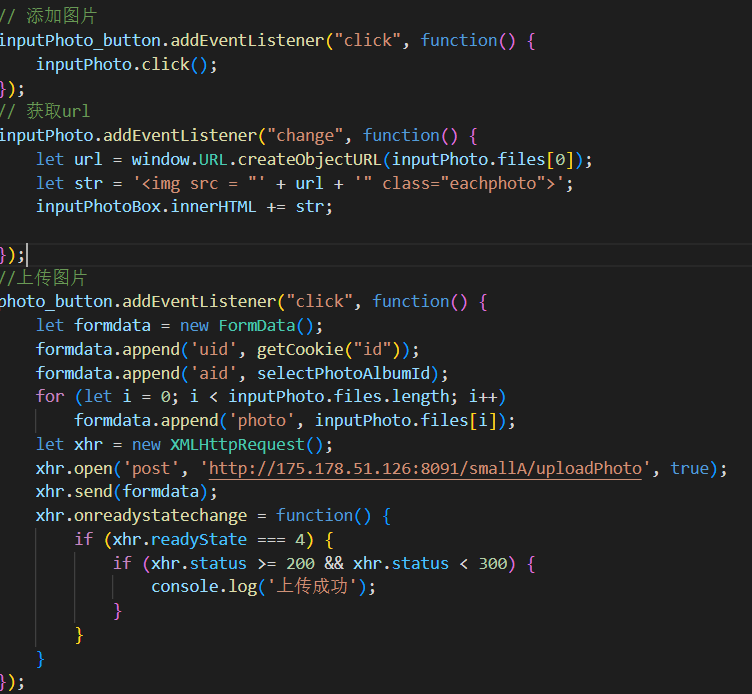 // 添加图片
inputPhoto_button.addEventListener("click", function() {
    inputPhoto.click();
});
// 获取url
inputPhoto.addEventListener("change", function() {
    let url = window.URL.createObjectURL(inputPhoto.files[0]);
    let str = '<img src = "' + url + '" class="eachphoto">';
    inputPhotoBox.innerHTML += str;

});
//上传图片
photo_button.addEventListener("click", function() {
    let formdata = new FormData();
    formdata.append('uid', getCookie("id"));
    formdata.append('aid', selectPhotoAlbumId);
    for (let i = 0; i < inputPhoto.files.length; i++)
        formdata.append('photo', inputPhoto.files[i]);
    let xhr = new XMLHttpRequest();
    xhr.open('post', 'http://175.178.51.126:8091/smallA/uploadPhoto', true);
    xhr.send(formdata);
    xhr.onreadystatechange = function() {
        if (xhr.readyState === 4) {
            if (xhr.status >= 200 && xhr.status < 300) {
                console.log('上传成功');
            }
        }
    }
});